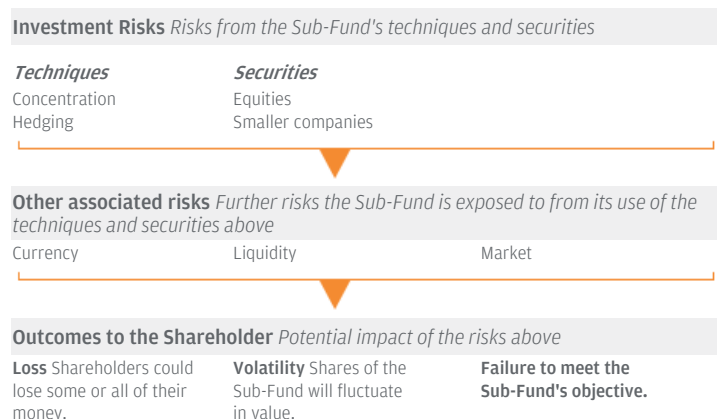 Investment Risks Risks from the Sub-Fund's techniques and securities
Techniques Securities
Concentration Equities
Hedging Smaller companies
Other associated risks Further risks the Sub-Fund is exposed to from its use of the
techniques and securities above
Currency Liquidity Market
Outcomes to the Shareholder Potential impact of the risks above
Loss Shareholders could
lose some or all of their
money.
Volatility Shares of the
Sub-Fund will fluctuate
in value.
Failure to meet the
Sub-Fund's objective.